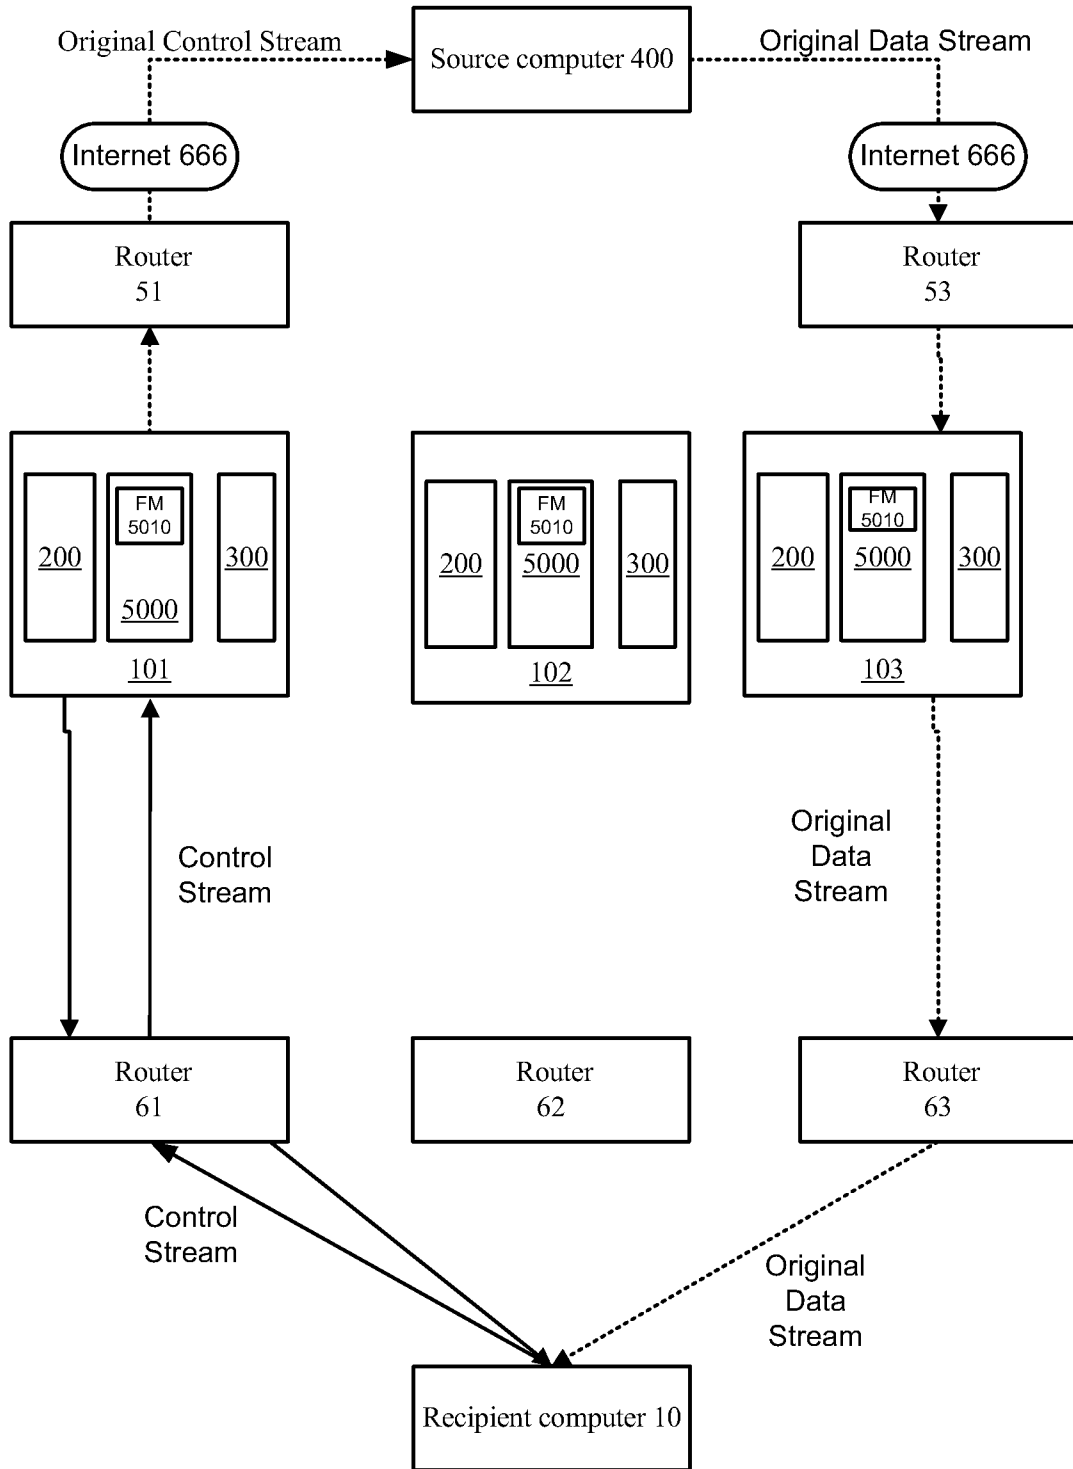 Original Control Stream
Source computer 400
Original Data Stream
Internet 666
Internet 666
Router
51
Router
53
FM
5010
200
5000
300
101
FM
5010
200
5000
300
102
FM
5010
200
5000
300
103
Control
Stream
Original
Data
Stream
Router
61
Router
62
Router
63
Control
Stream
Original
Data
Stream
Recipient computer 10